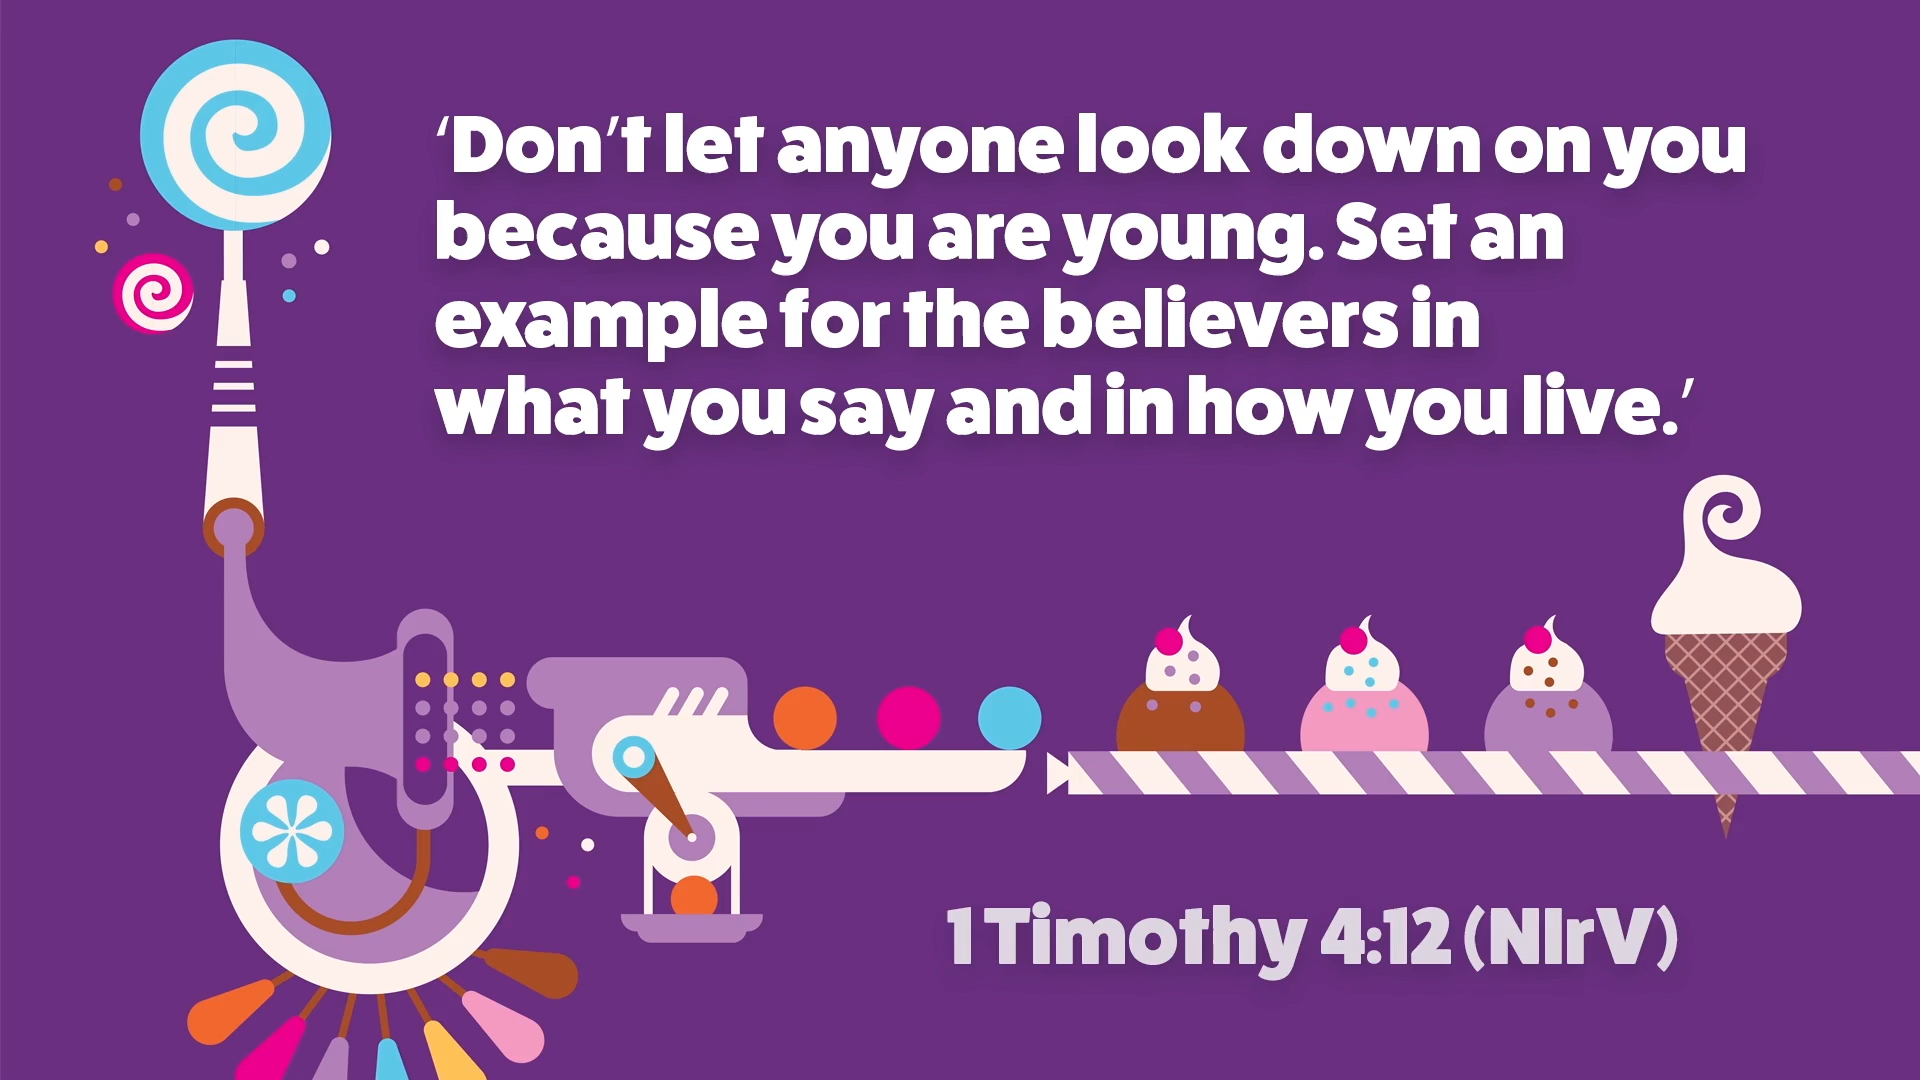 ‘Don’t let anyone look down on you
because you are young. Set an
example for the believers in
what you say and in how you live.’
1 Timothy 4:12 (NIrV)